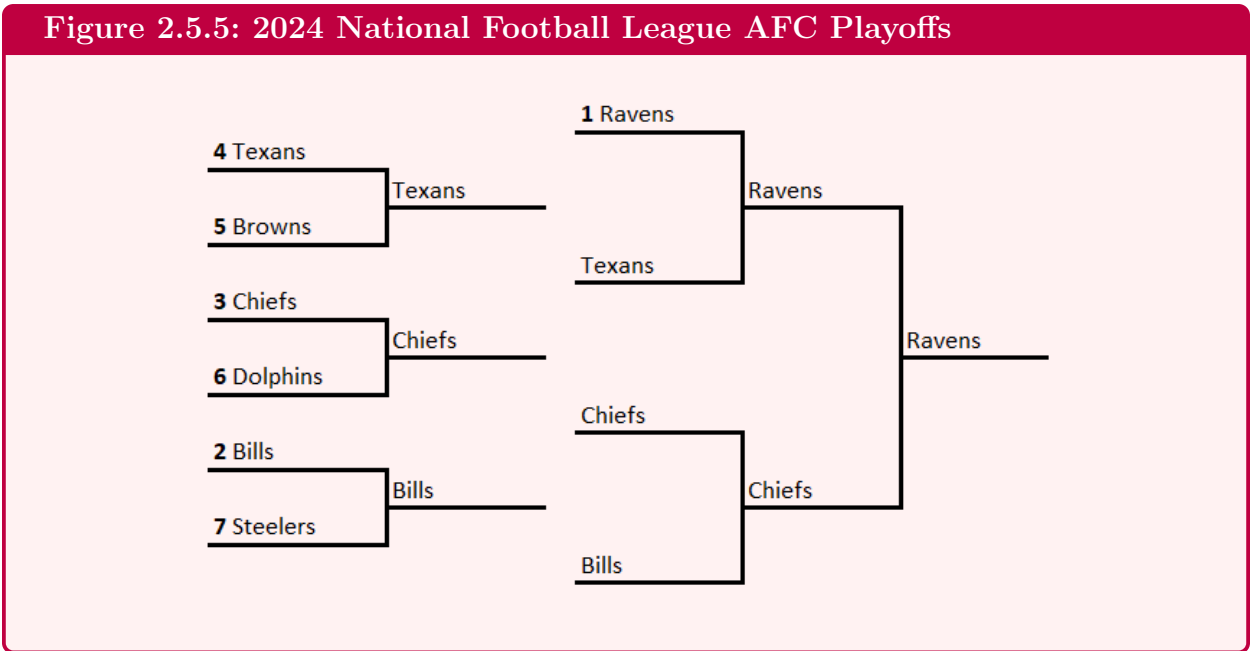 Figure 2.5.5: 2024 National Football League AFC Playoffs
4 Texans
5 Browns
Texans
3 Chiefs
6 Dolphins
Chiefs
2 Bills
7 Steelers
Bills
1 Ravens
Texans
Ravens
Chiefs
Bills
Chiefs
Ravens